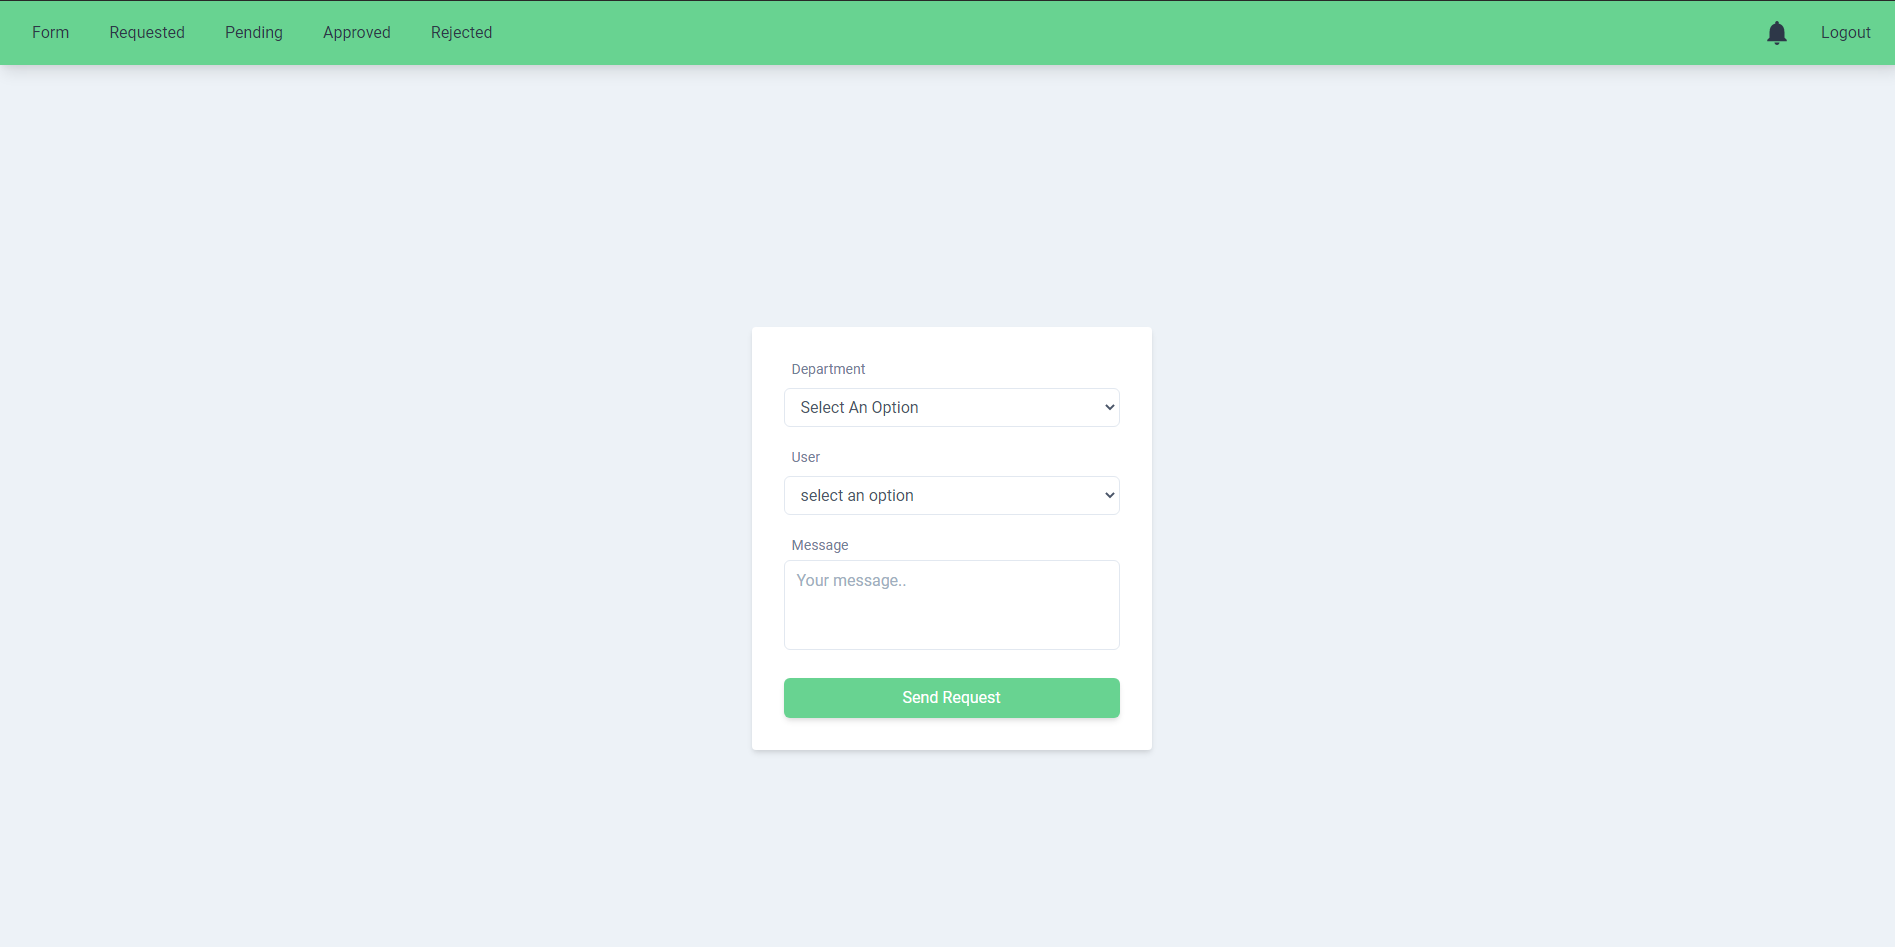 Form Requested Pending Approved Rejected Logout
Department
Select An Option
User
select an option
Message
Your message..
Send Request